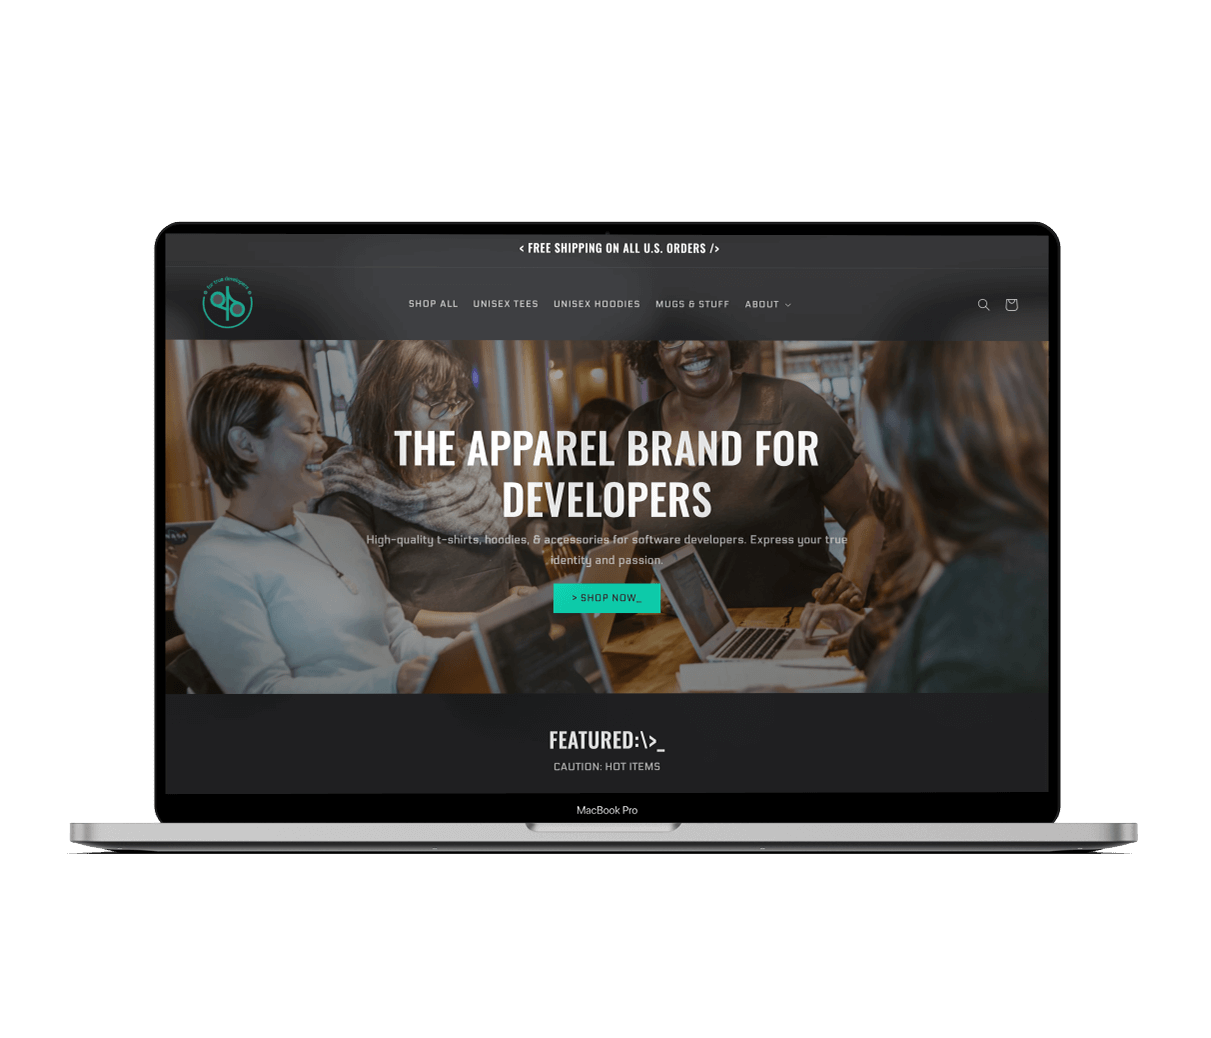 < FREE SHIPPING ON ALL U.S. ORDERS />
for true developers
SHOP ALL UNISEX TEES UNISEX HOODIES MUGS & STUFF ABOUT
NASA
THE APPAREL BRAND FOR
DEVELOPERS
High-quality t-shirts, hoodies, & accessories for software developers. Express your true
identity and passion.
> SHOP NOW_
FEATURED:\>_
CAUTION: HOT ITEMS
MacBook Pro